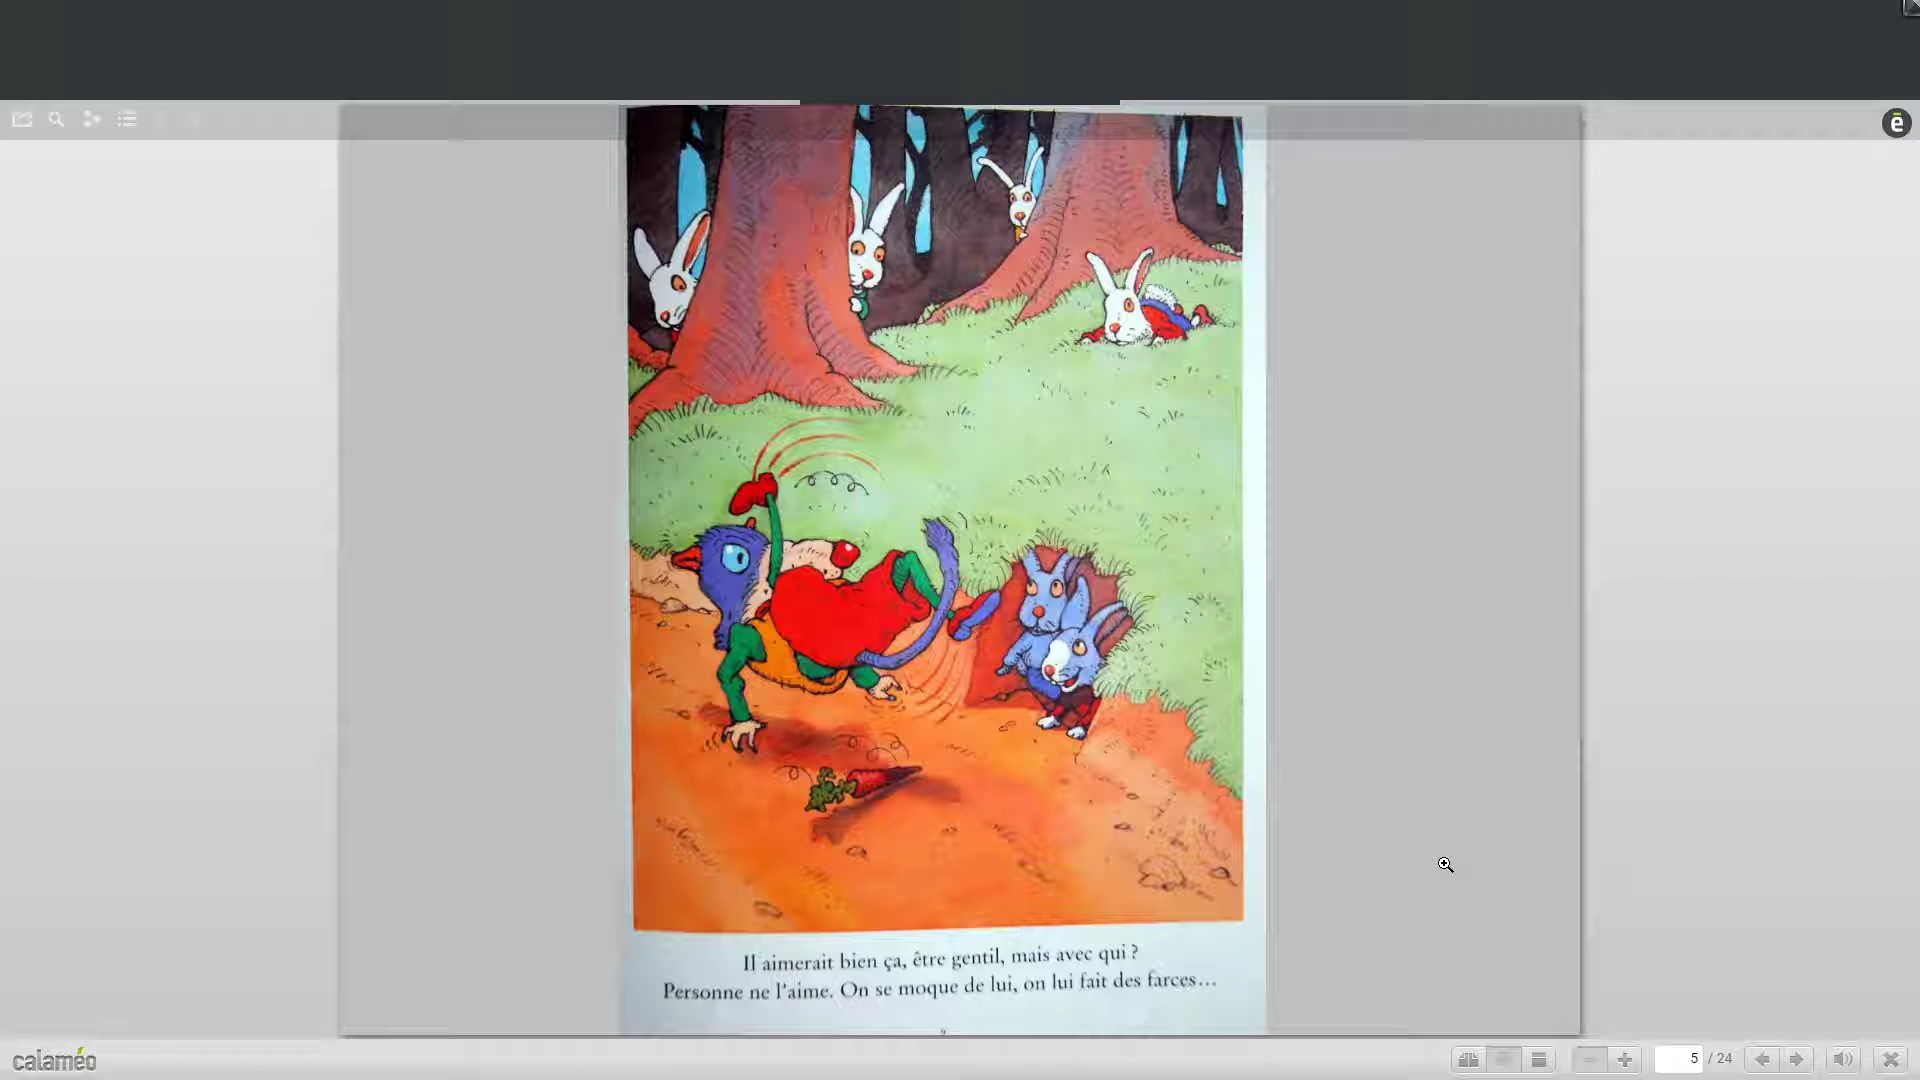 Il aimerait bien ça, être gentil, mais avec qui ?
Personne ne l'aime. On se moque de lui, on lui fait des farces...
9
calaméo
5 / 24
ē